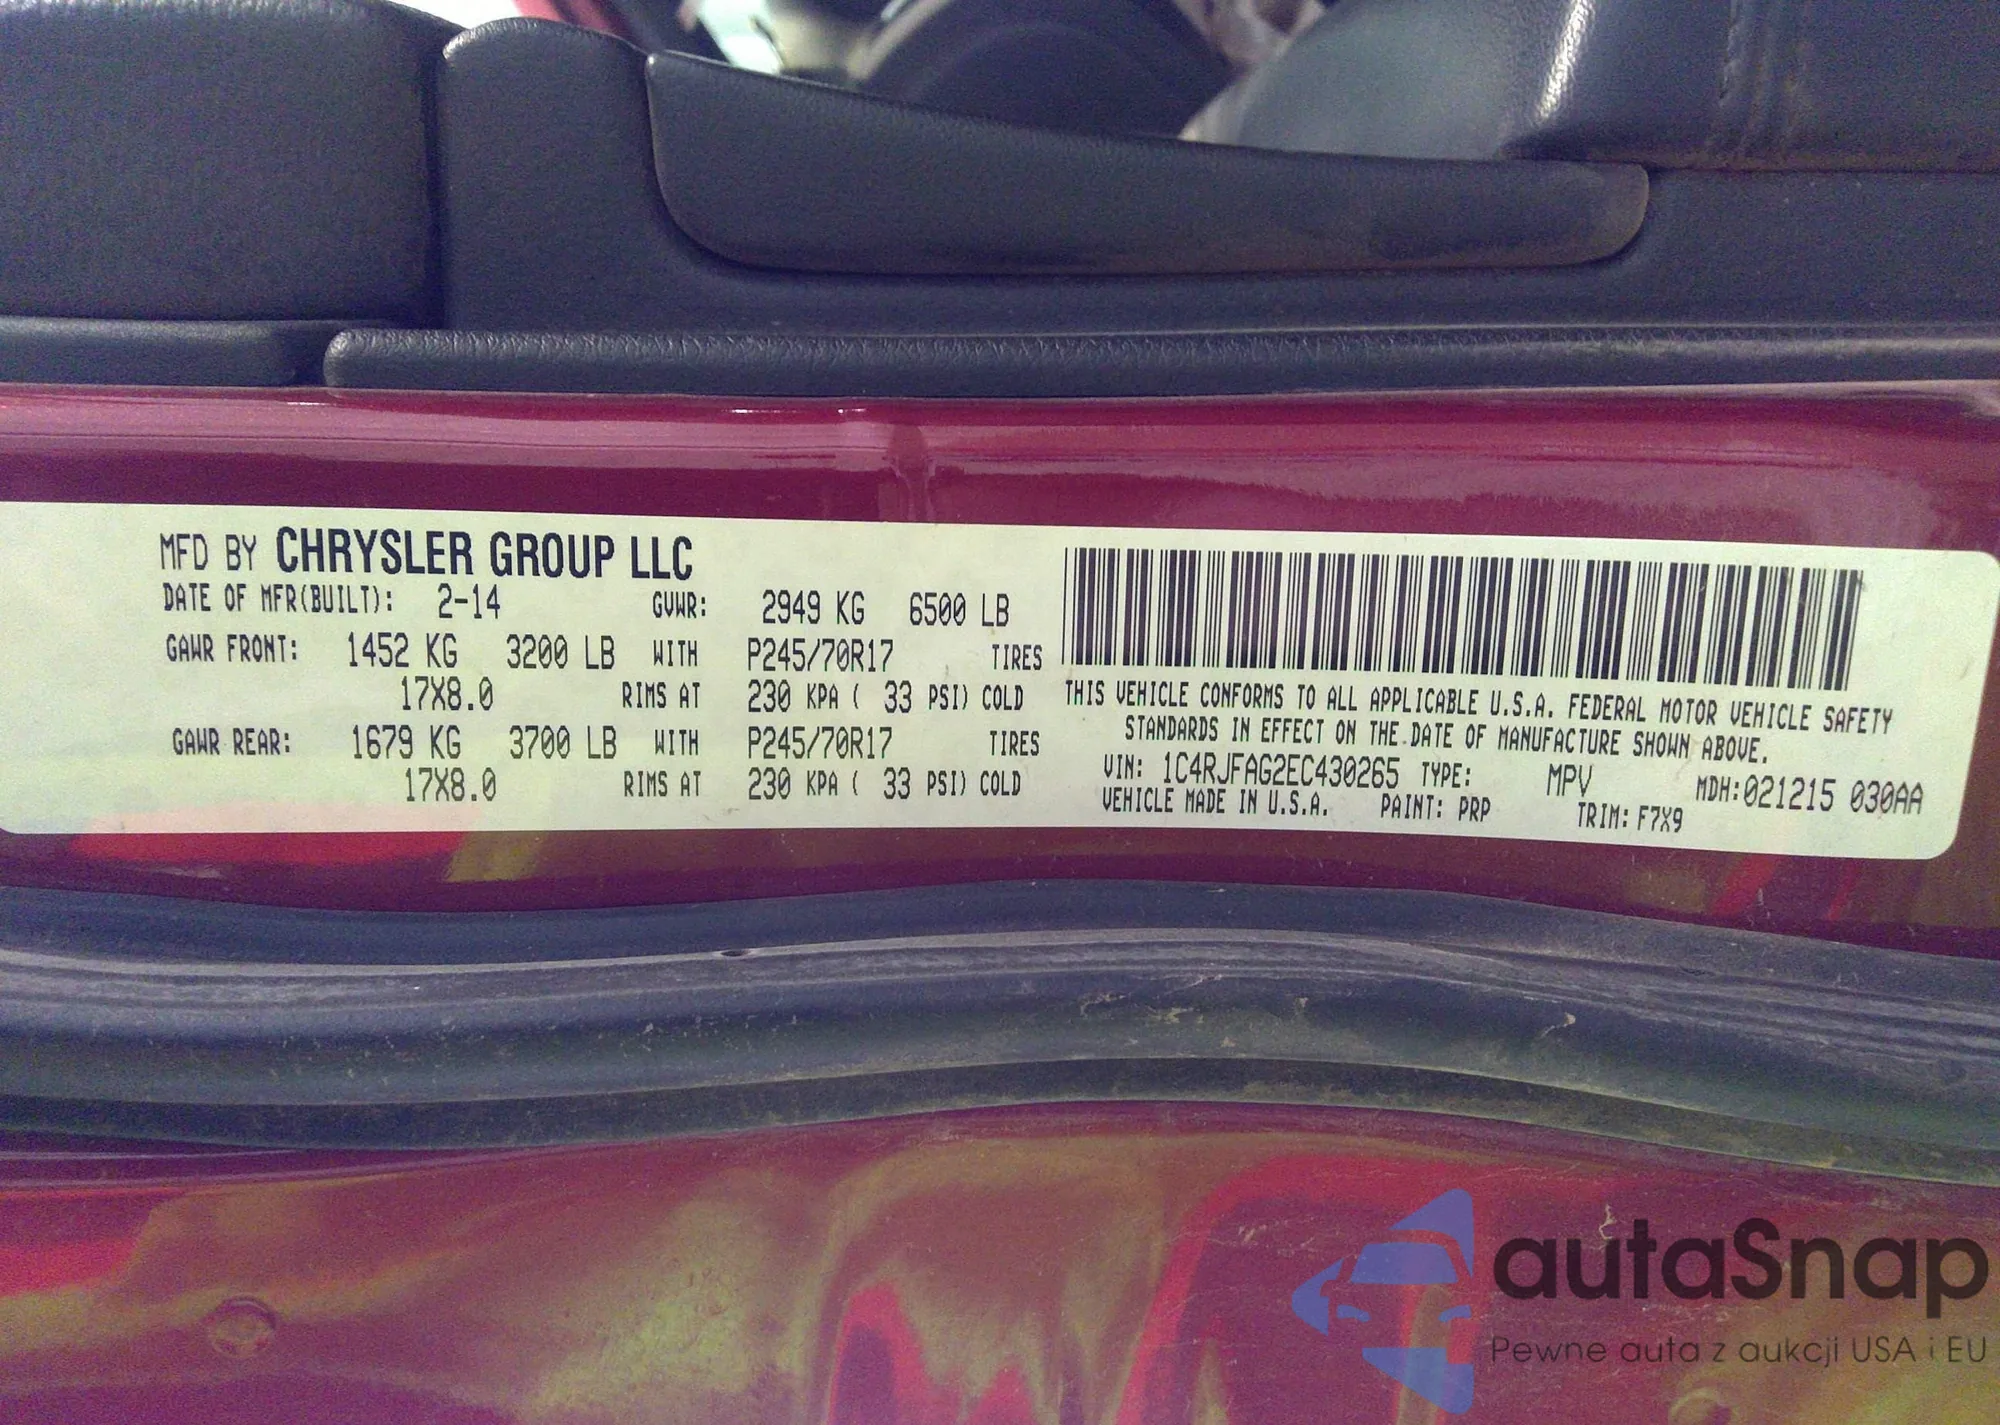 MFD BY CHRYSLER GROUP LLC
DATE OF MFR(BUILT): 2-14 GVWR: 2949 KG 6500 LB
GAWR FRONT: 1452 KG 3200 LB WITH P245/70R17 TIRES
17X8.0 RIMS AT 230 KPA ( 33 PSI) COLD
GAWR REAR: 1679 KG 3700 LB WITH P245/70R17 TIRES
17X8.0 RIMS AT 230 KPA ( 33 PSI) COLD
THIS VEHICLE CONFORMS TO ALL APPLICABLE U.S.A. FEDERAL MOTOR VEHICLE SAFETY
STANDARDS IN EFFECT ON THE DATE OF MANUFACTURE SHOWN ABOVE.
VIN: 1C4RJFAG2EC430265 TYPE: MPV MDH:021215 030AA
VEHICLE MADE IN U.S.A. PAINT: PRP TRIM: F7X9
autaSnap
Pewne auta z aukcji USA i EU